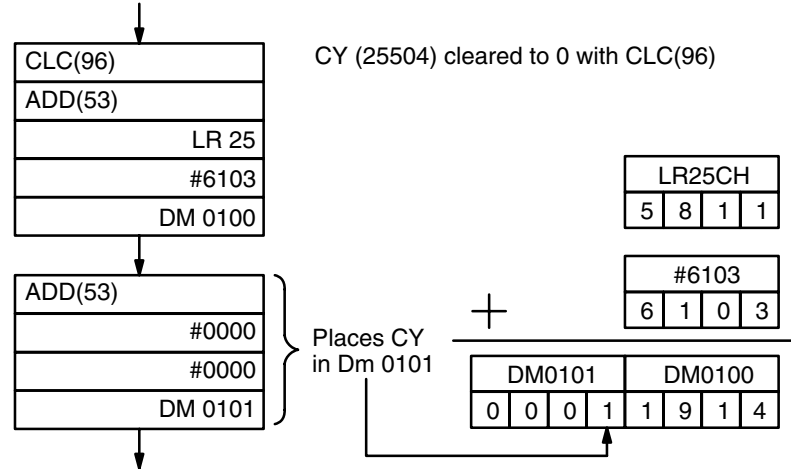 CLC(96)
CY (25504) cleared to 0 with CLC(96)
ADD(53)
LR 25
#6103
DM 0100
LR25CH
5 8 1 1
#6103
6 1 0 3
+
ADD(53)
#0000
#0000
DM 0101
Places CY
in Dm 0101
DM0101 DM0100
0 0 0 1 1 9 1 4